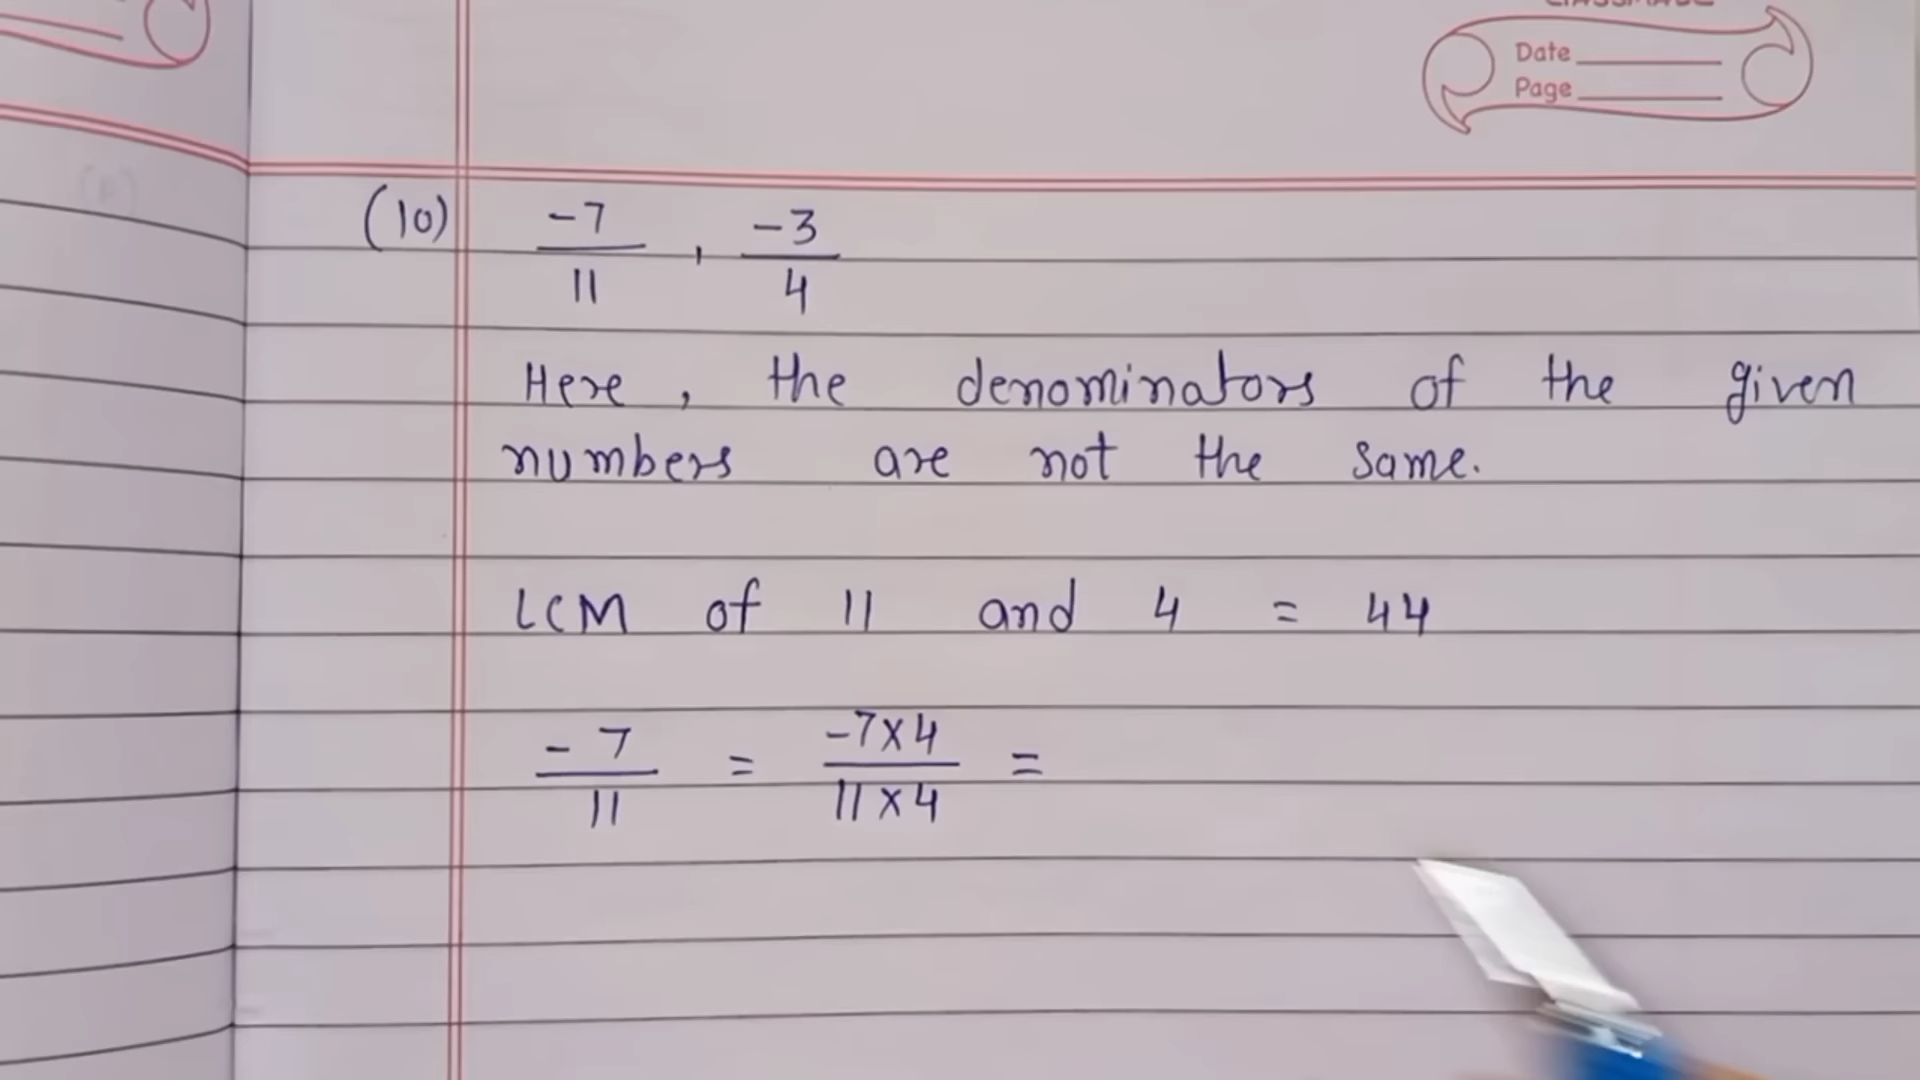 Date
Page
(10) -7/11 , -3/4
Here, the denominators of the given
numbers are not the same.
LCM of 11 and 4 = 44
-7/11 = -7×4/11×4 =